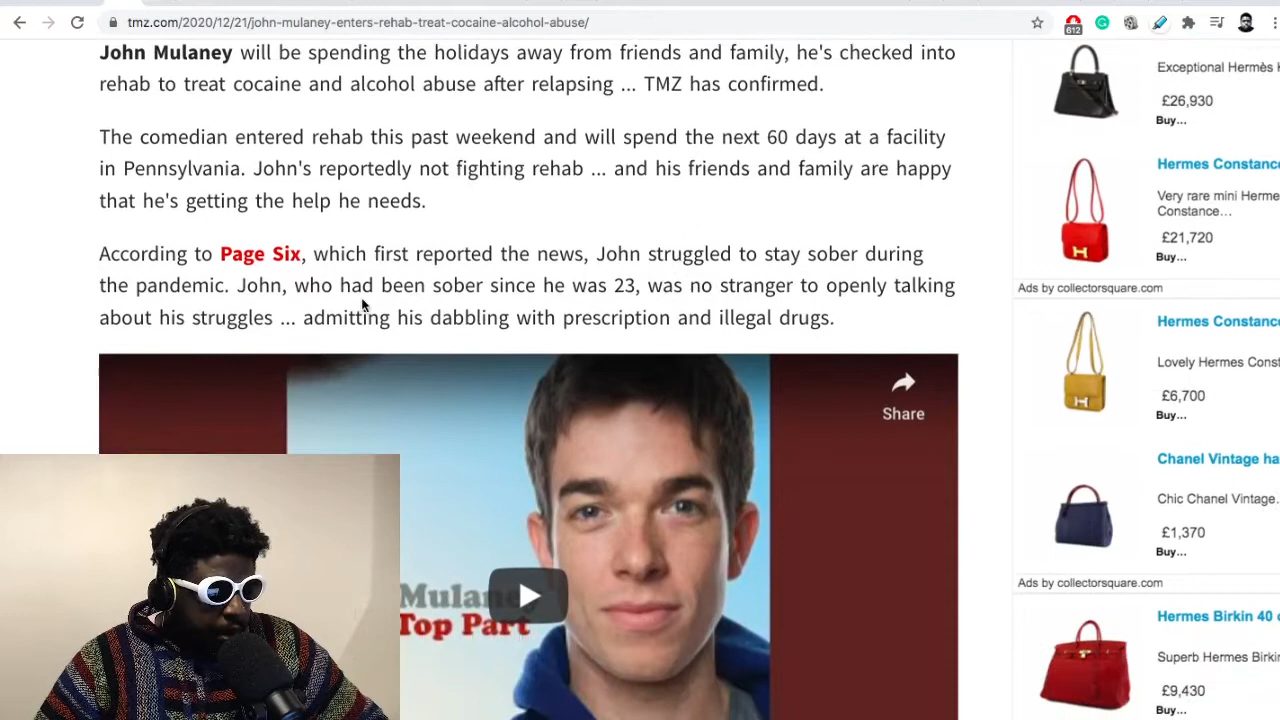 tmz.com/2020/12/21/john-mulaney-enters-rehab-treat-cocaine-alcohol-abuse/
612
John Mulaney will be spending the holidays away from friends and family, he's checked into
rehab to treat cocaine and alcohol abuse after relapsing ... TMZ has confirmed.
The comedian entered rehab this past weekend and will spend the next 60 days at a facility
in Pennsylvania. John's reportedly not fighting rehab ... and his friends and family are happy
that he's getting the help he needs.
According to Page Six, which first reported the news, John struggled to stay sober during
the pandemic. John, who had been sober since he was 23, was no stranger to openly talking
about his struggles ... admitting his dabbling with prescription and illegal drugs.
Share
Mulaney
Top Part
Exceptional Hermès
£26,930
Buy...
Hermes Constance
Very rare mini Herme
Constance...
£21,720
Buy...
Ads by collectorsquare.com
Hermes Constanc
Lovely Hermes Const
£6,700
Buy...
Chanel Vintage ha
Chic Chanel Vintage.
£1,370
Buy...
Ads by collectorsquare.com
Hermes Birkin 40
Superb Hermes Birkin
£9,430
Buy...